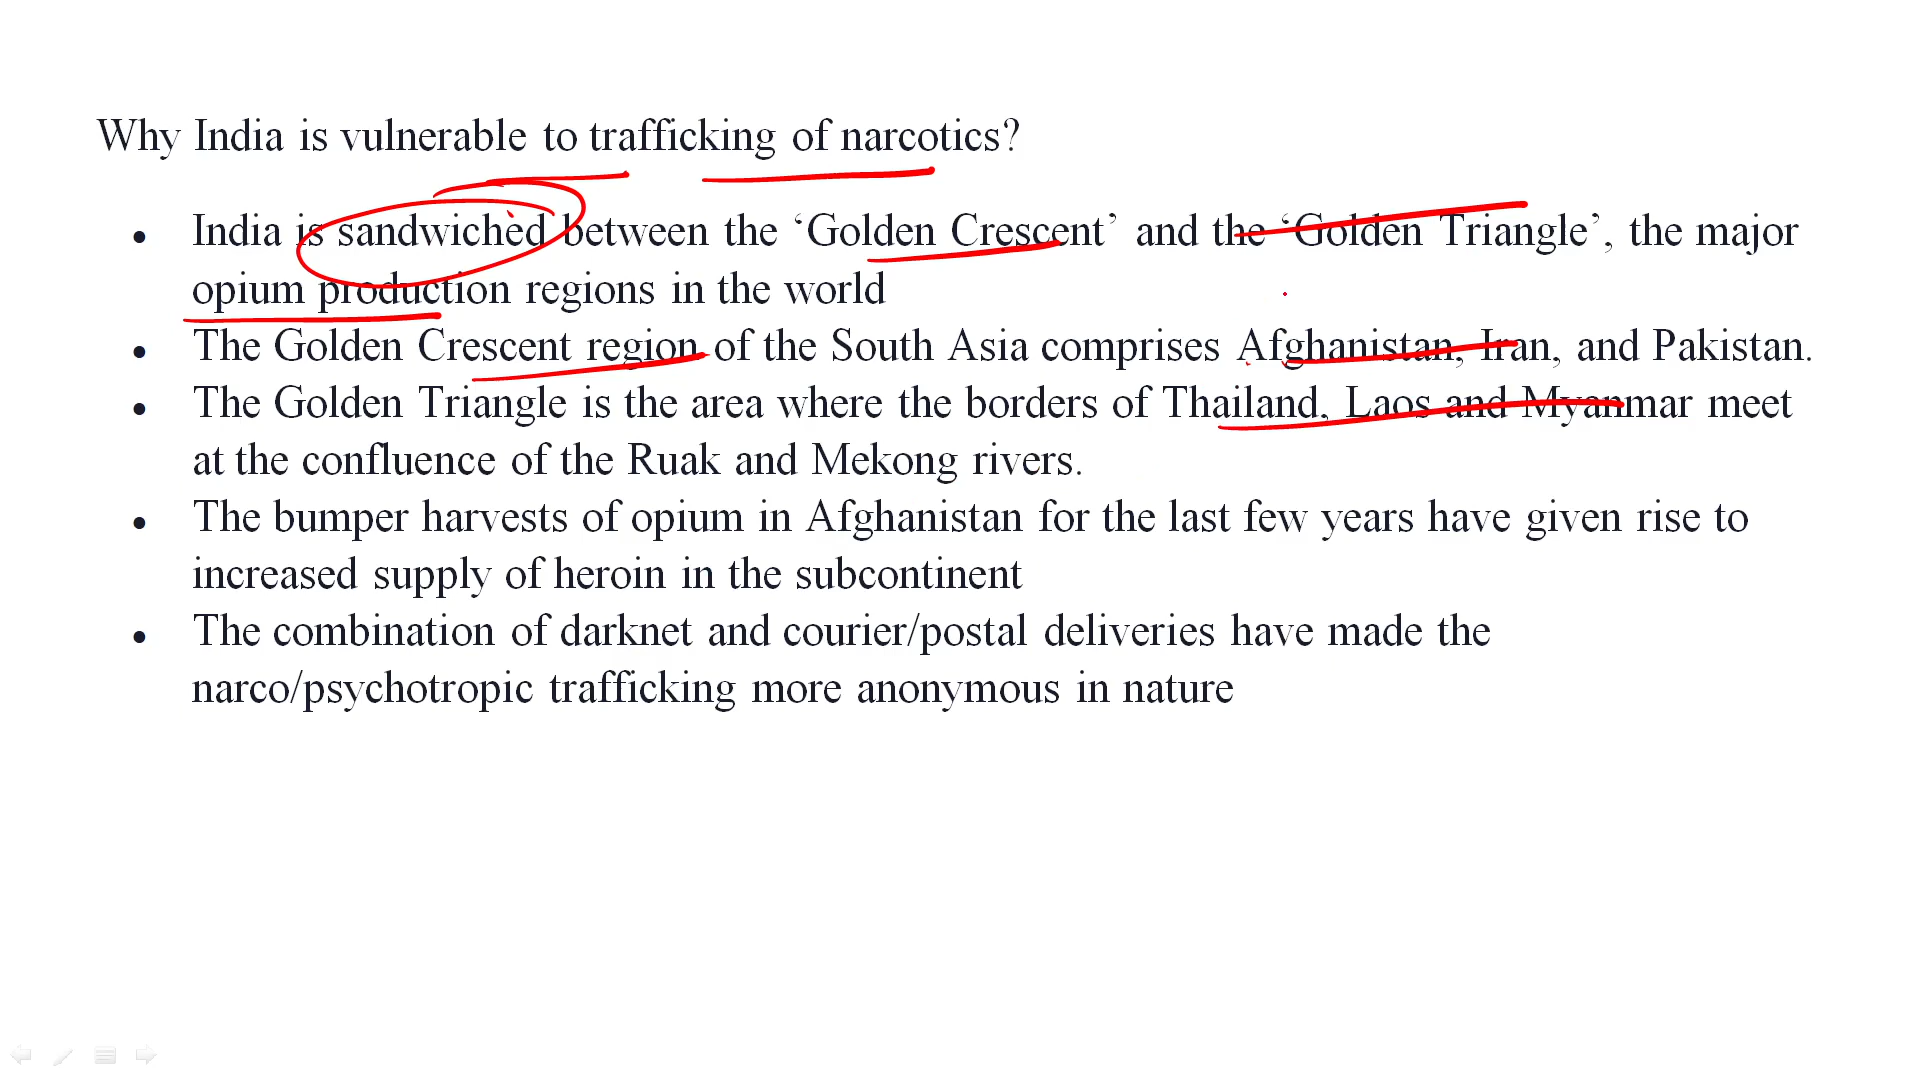 Why India is vulnerable to trafficking of narcotics?
• India is sandwiched between the ‘Golden Crescent’ and the ‘Golden Triangle’, the major
opium production regions in the world
• The Golden Crescent region of the South Asia comprises Afghanistan, Iran, and Pakistan.
• The Golden Triangle is the area where the borders of Thailand, Laos and Myanmar meet
at the confluence of the Ruak and Mekong rivers.
• The bumper harvests of opium in Afghanistan for the last few years have given rise to
increased supply of heroin in the subcontinent
• The combination of darknet and courier/postal deliveries have made the
narco/psychotropic trafficking more anonymous in nature